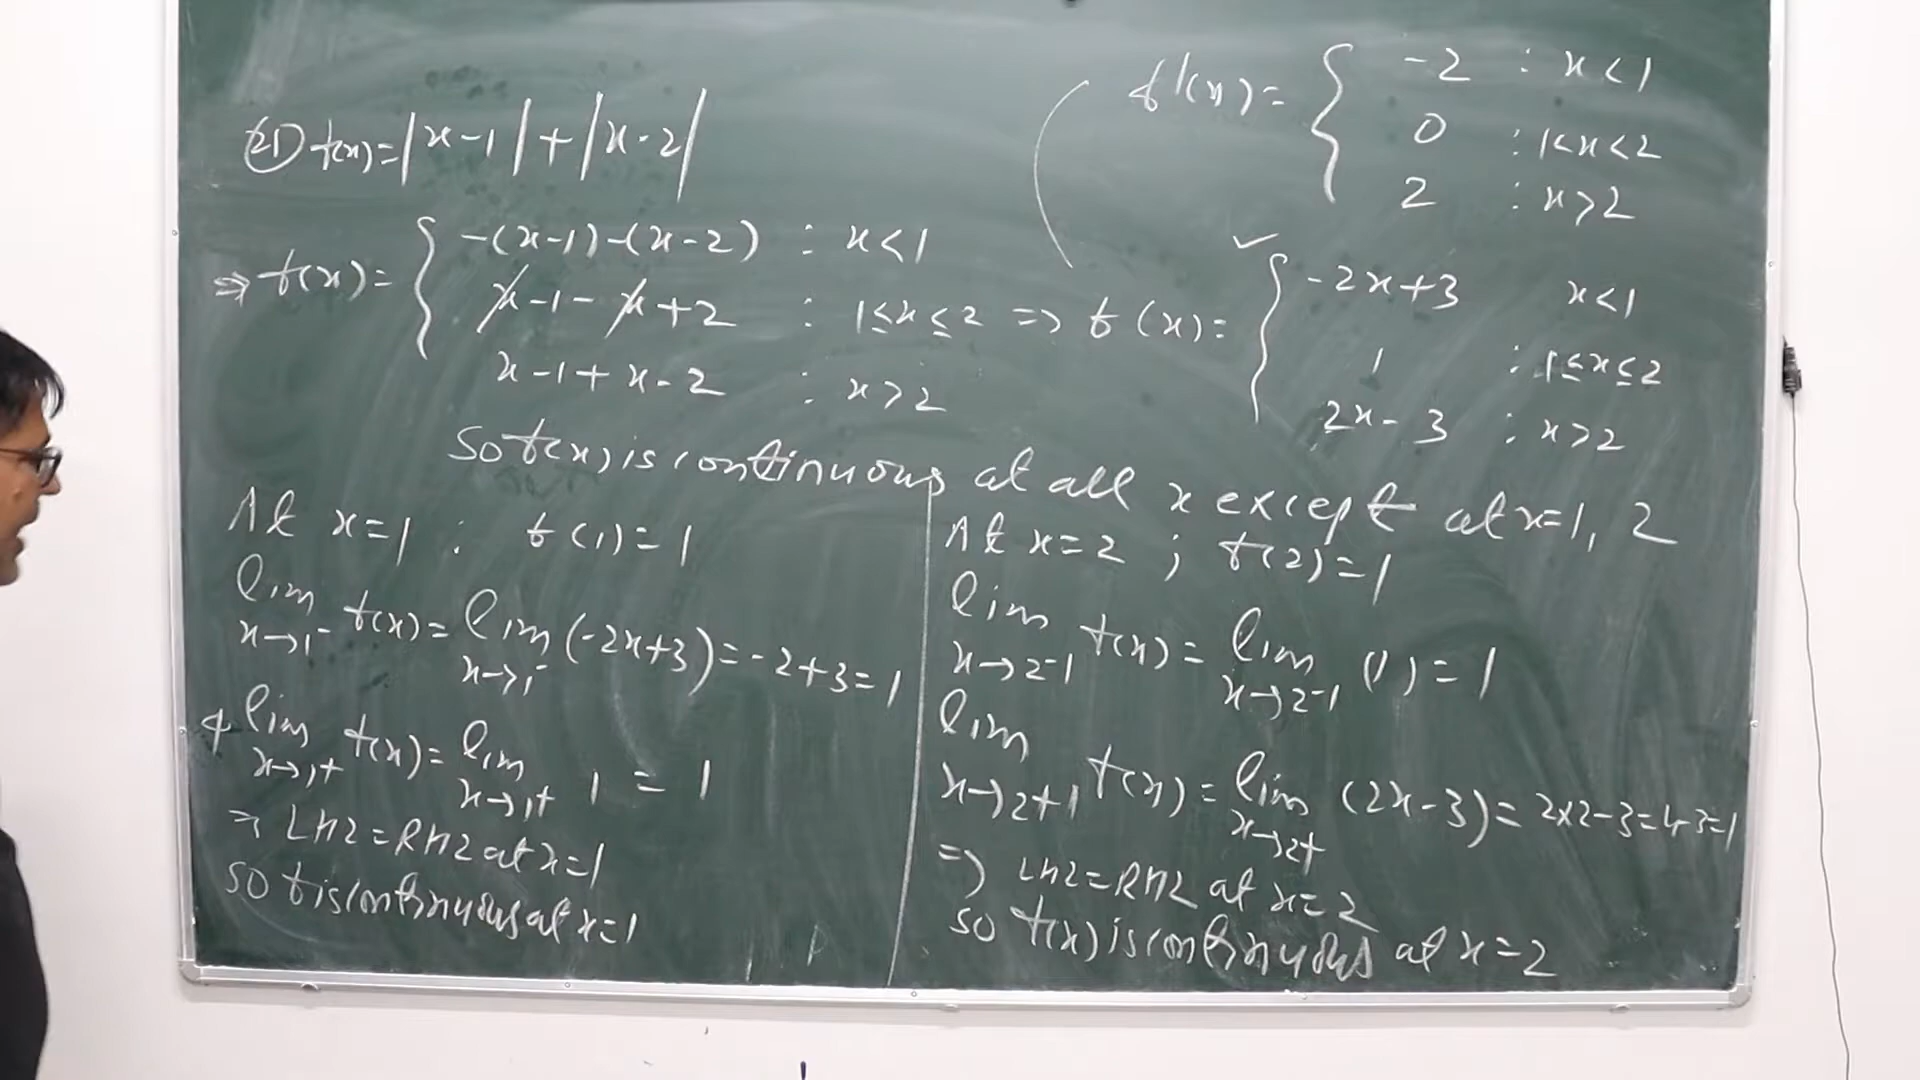 21) f(x)=|x-1|+|x-2|
⇒ f(x)= { -(x-1)-(x-2) : x<1
x-1-x+2 : 1≤x≤2
x-1+x-2 : x>2
⇒ f(x)= { -2x+3 x<1
1 : 1≤x≤2
2x-3 : x>2
f'(x)= { -2 : x<1
0 : 1<x<2
2 : x>2
So f(x) is continuous at all x except at x=1, 2
At x=1 : f(1)=1
lim x→1- f(x)= lim x→1- (-2x+3)=-2+3=1
& lim x→1+ f(x)= lim x→1+ 1 = 1
⇒ LHL=RHL at x=1
so f is continuous at x=1
At x=2 ; f(2)=1
lim x→2-1 f(x)= lim x→2-1 (1)=1
lim x→2+1 f(x)= lim x→2+ (2x-3)=2×2-3=4-3=1
⇒ LHL=RHL at x=2
so f(x) is continuous at x=2